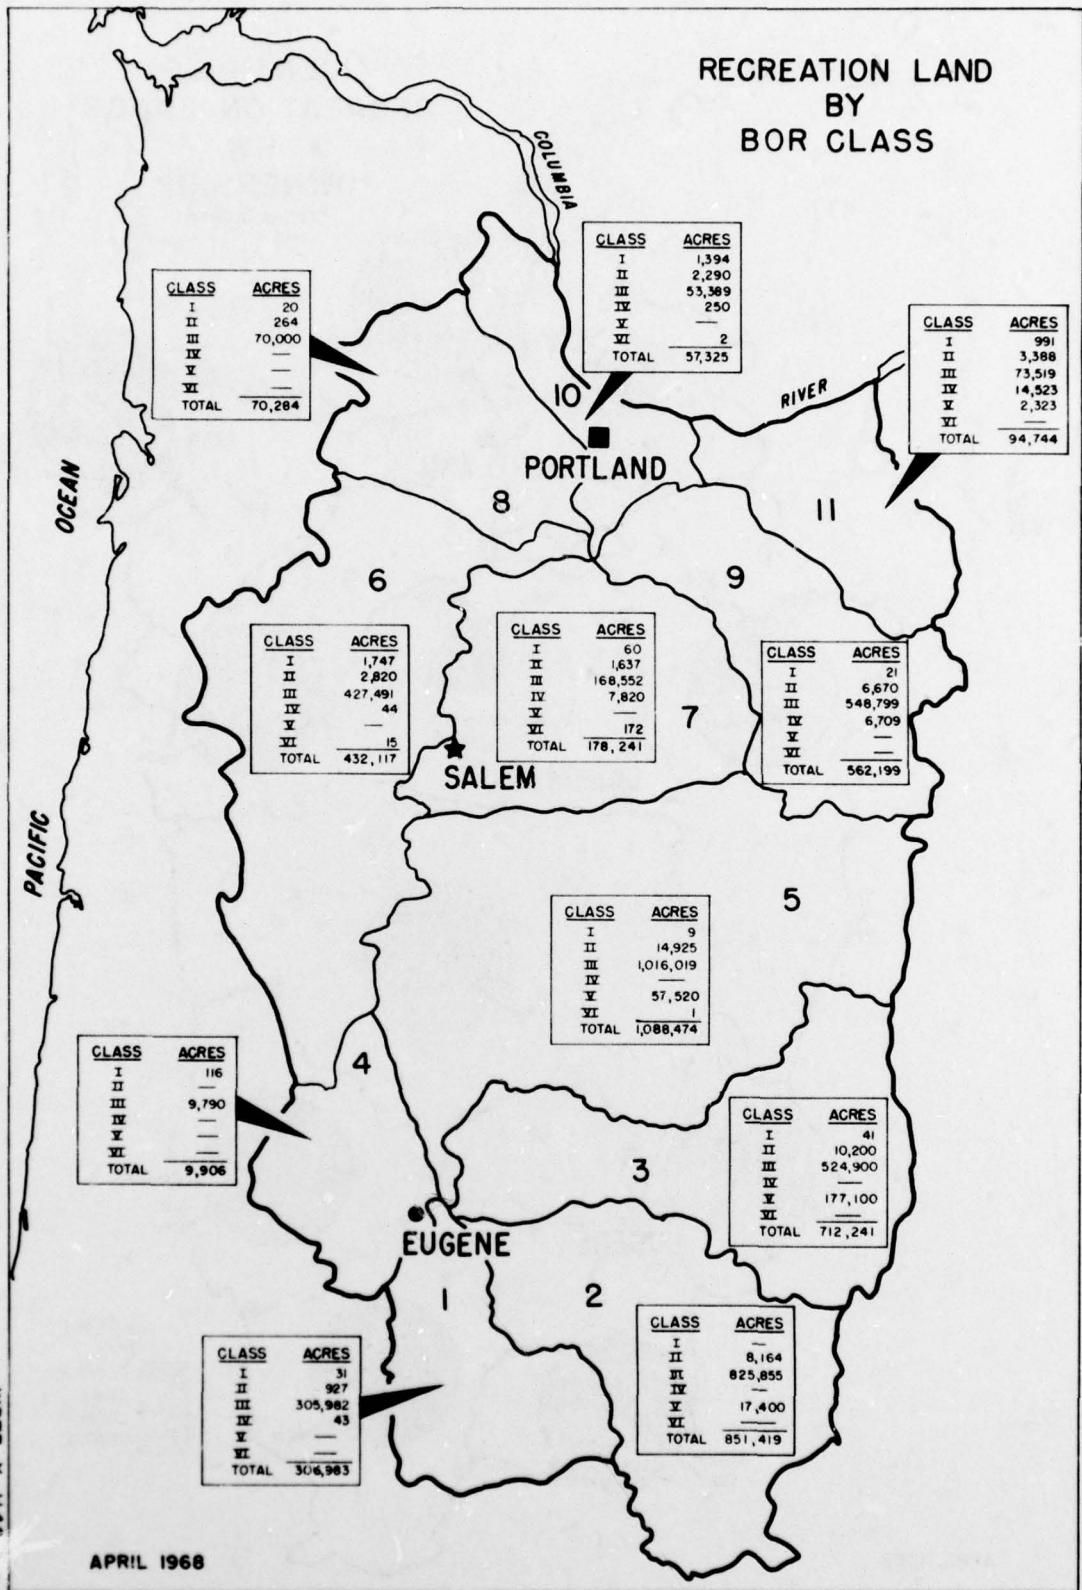 RECREATION LAND
BY
BOR CLASS
COLUMBIA
CLASS ACRES
I 1,394
II 2,290
III 53,389
IV 250
V —
VI 2
TOTAL 57,325
CLASS ACRES
I 20
II 264
III 70,000
IV —
V —
VI —
TOTAL 70,284
CLASS ACRES
I 991
II 3,388
III 73,519
IV 14,523
V 2,323
VI —
TOTAL 94,744
RIVER
10
PORTLAND
OCEAN
8
11
6
9
CLASS ACRES
I 1,747
II 2,820
III 427,491
IV 44
V —
VI 15
TOTAL 432,117
CLASS ACRES
I 60
II 1,637
III 168,552
IV 7,820
V —
VI 172
TOTAL 178,241
7
CLASS ACRES
I 21
II 6,670
III 548,799
IV 6,709
V —
VI —
TOTAL 562,199
SALEM
PACIFIC
5
CLASS ACRES
I 9
II 14,925
III 1,016,019
IV —
V 57,520
VI 1
TOTAL 1,088,474
4
CLASS ACRES
I 116
II —
III 9,790
IV —
V —
VI —
TOTAL 9,906
3
CLASS ACRES
I 41
II 10,200
III 524,900
IV —
V 177,100
VI —
TOTAL 712,241
EUGENE
1
2
CLASS ACRES
I —
II 8,164
III 825,855
IV —
V 17,400
VI —
TOTAL 851,419
CLASS ACRES
I 31
II 927
III 305,982
IV 43
V —
VI —
TOTAL 306,983
APRIL 1968